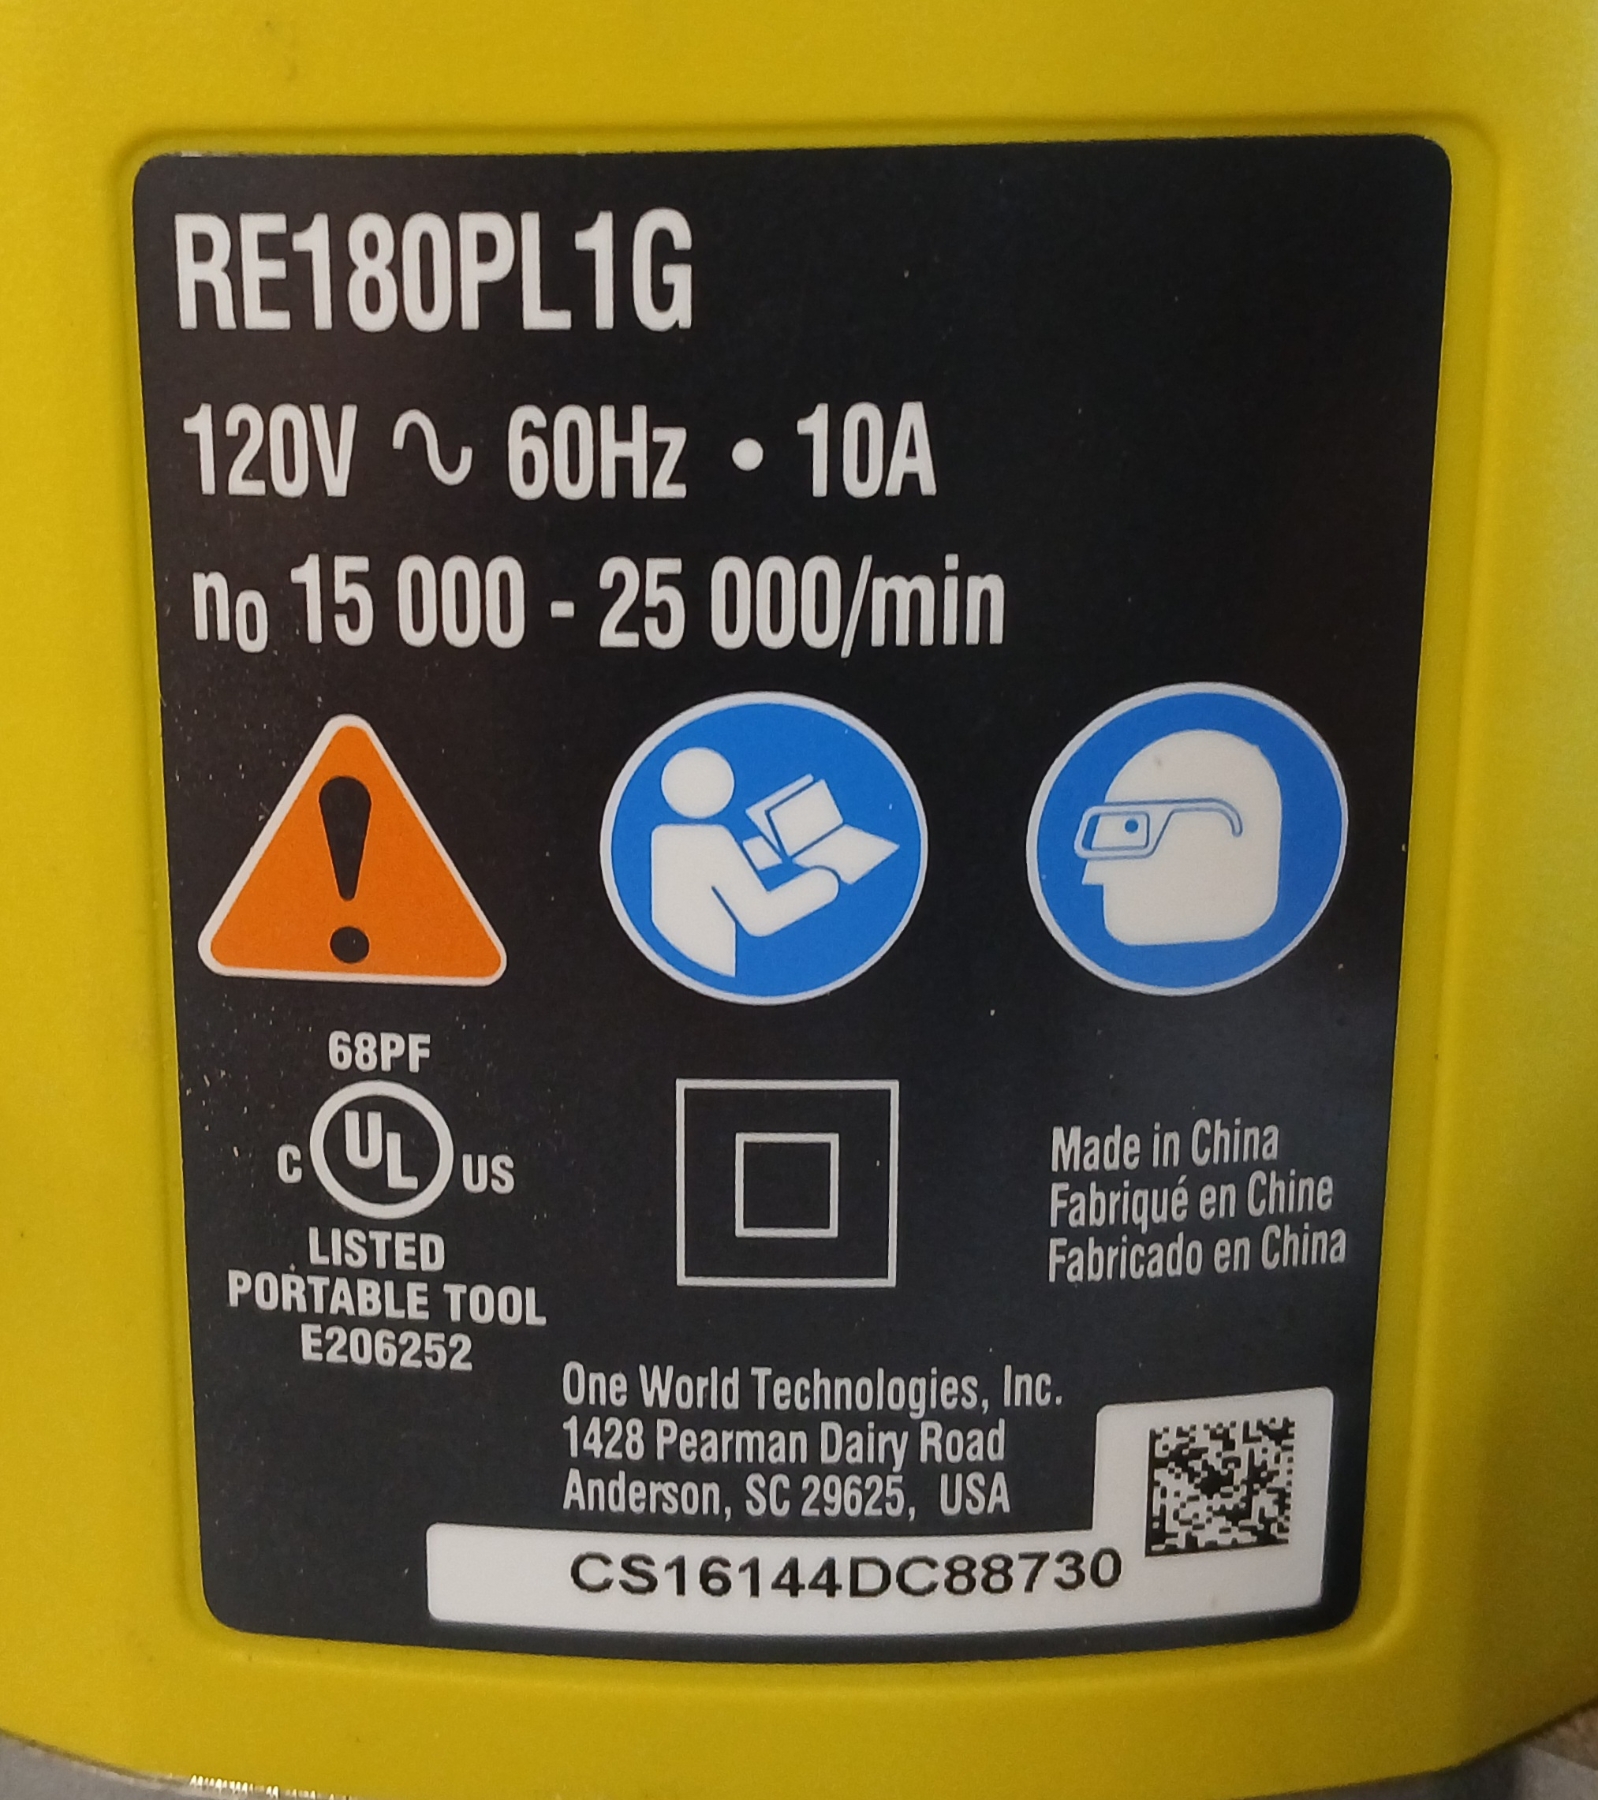 RE180PL1G
120V ∿ 60Hz • 10A
no 15 000 - 25 000/min
68PF
C UL US
LISTED
PORTABLE TOOL
E206252
Made in China
Fabriqué en Chine
Fabricado en China
One World Technologies, Inc.
1428 Pearman Dairy Road
Anderson, SC 29625, USA
CS16144DC88730